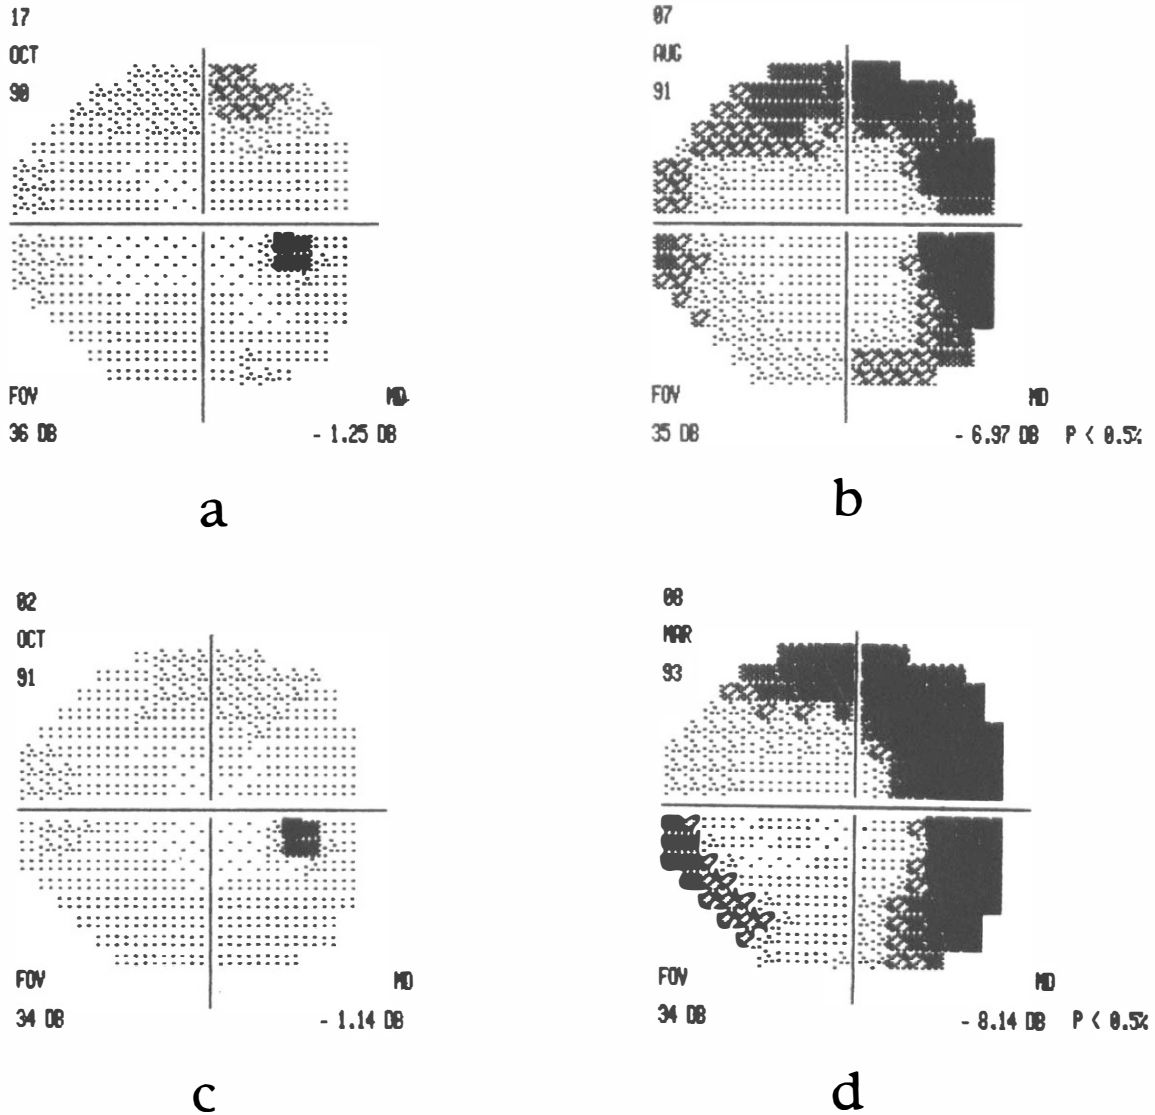 17
OCT
90
FOV MD
36 DB - 1.25 DB
a
07
AUG
91
FOV MD
35 DB - 6.97 DB P < 0.5%
b
02
OCT
91
FOV MD
34 DB - 1.14 DB
c
08
MAR
93
FOV MD
34 DB - 8.14 DB P < 0.5%
d